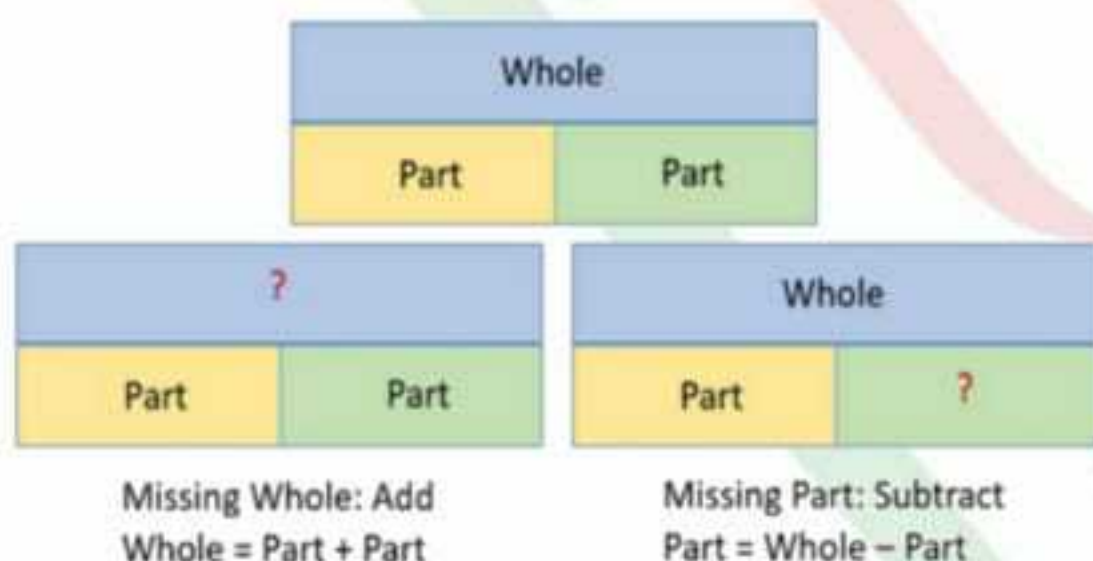 Whole
Part Part
? Whole
Part Part Part ?
Missing Whole: Add Missing Part: Subtract
Whole = Part + Part Part = Whole – Part